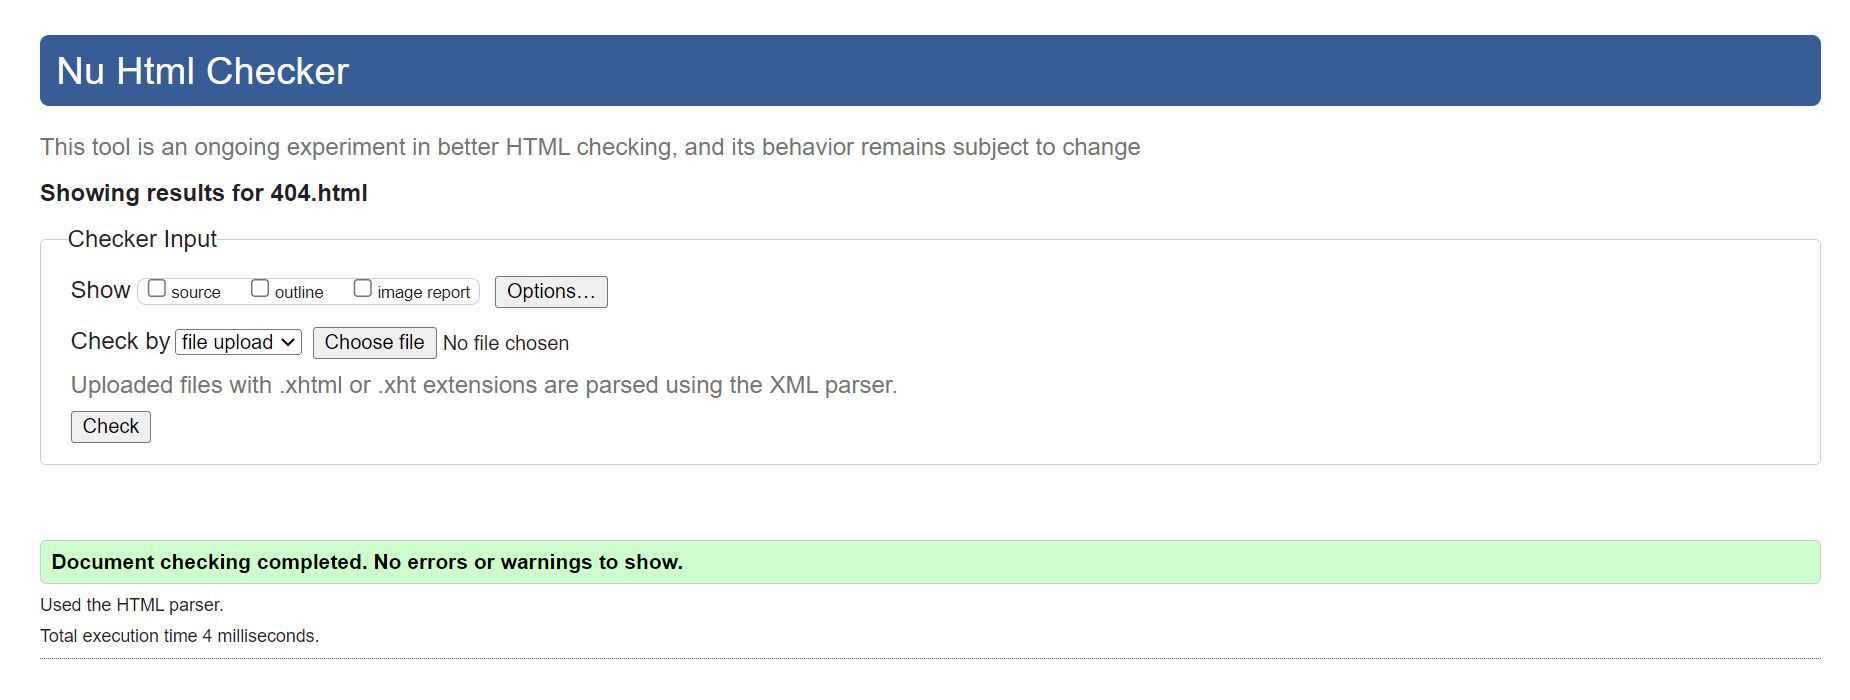 Nu Html Checker
This tool is an ongoing experiment in better HTML checking, and its behavior remains subject to change
Showing results for 404.html
Checker Input
Show source outline image report Options…
Check by file upload Choose file No file chosen
Uploaded files with .xhtml or .xht extensions are parsed using the XML parser.
Check
Document checking completed. No errors or warnings to show.
Used the HTML parser.
Total execution time 4 milliseconds.